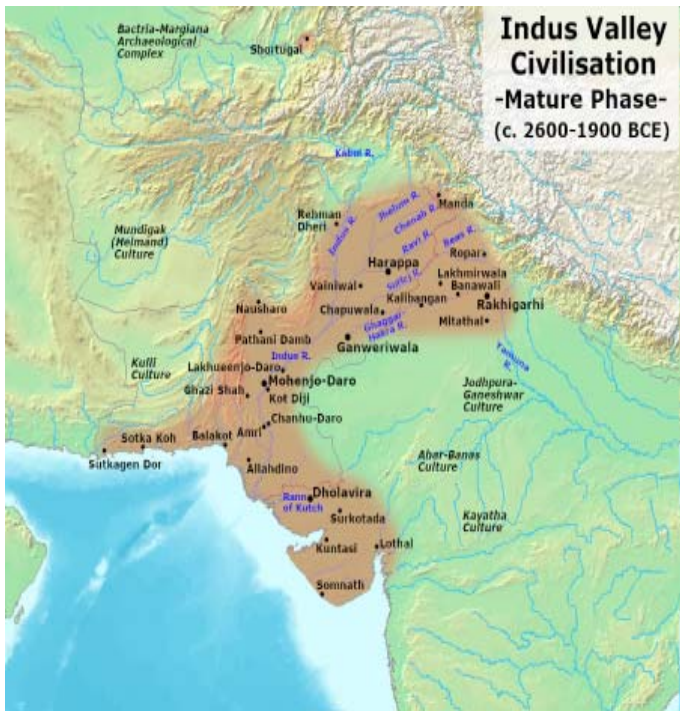 Indus Valley
Civilisation
-Mature Phase-
(c. 2600-1900 BCE)
Bactria-Margiana
Archaeological
Complex
Shortugai
Kabul R.
Manda
Rehman
Dheri
Indus R.
Jhelum R.
Chenab R.
Ravi R.
Beas R.
Mundigak
(Helmand)
Culture
Ropar
Harappa
Lakhmirwala
Sutlej R.
Banawali
Vainiwal
Kalibangan
Rakhigarhi
Nausharo
Chapuwala
Mitathal
Ghaggar-
Hakra R.
Pathani Damb
Ganweriwala
Yamuna
R.
Kulli
Culture
Indus R.
Lakhueenjo-Daro
Mohenjo-Daro
Ghazi Shah
Kot Diji
Jodhpura-
Ganeshwar
Culture
Chanhu-Daro
Sotka Koh
Balakot
Amri
Sutkagen Dor
Allahdino
Ahar-Banas
Culture
Dholavira
Rann
of Kutch
Surkotada
Kayatha
Culture
Kuntasi
Lothal
Somnath